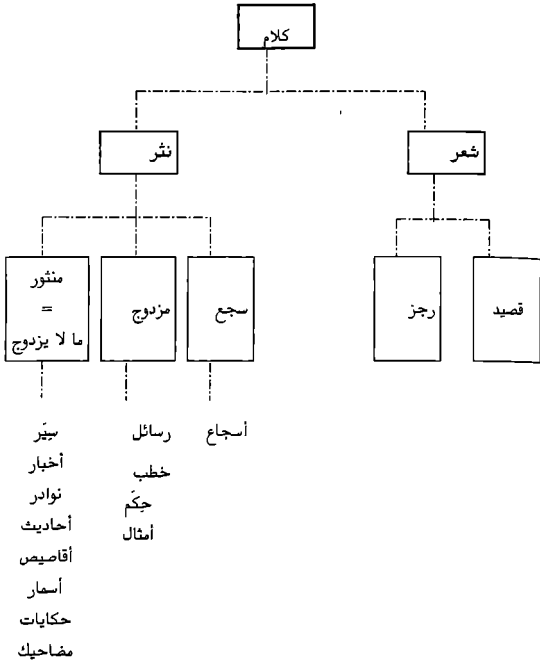 كلام
شعر
نثر
قصيد
رجز
سجع
مزدوج
منثور
=
ما لا يزدوج
أسجاع
رسائل
خطب
حِكَم
أمثال
سِيَر
أخبار
نوادر
أحاديث
أقاصيص
أسمار
حكايات
مضاحيك